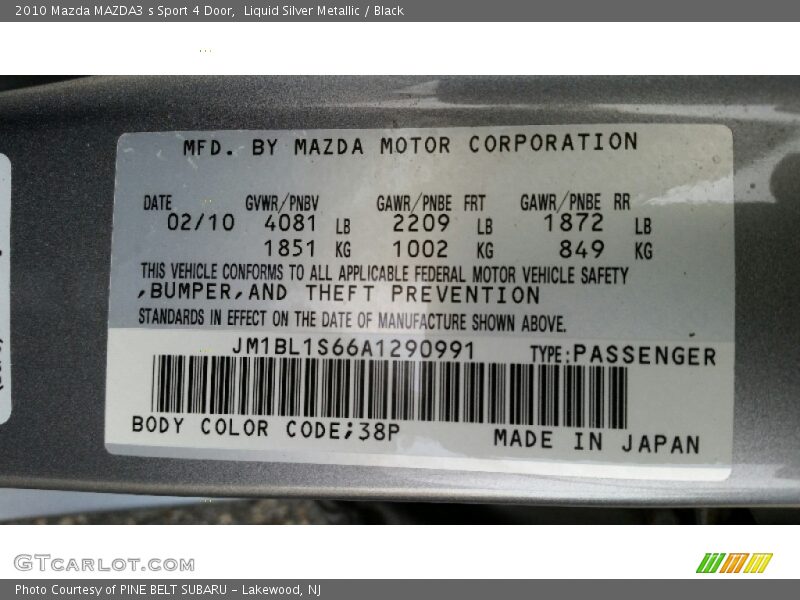 2010 Mazda MAZDA3 s Sport 4 Door,  Liquid Silver Metallic / Black
MFD. BY MAZDA MOTOR CORPORATION
DATE GVWR/PNBV GAWR/PNBE FRT GAWR/PNBE RR
02/10 4081 LB 2209 LB 1872 LB
1851 KG 1002 KG 849 KG
THIS VEHICLE CONFORMS TO ALL APPLICABLE FEDERAL MOTOR VEHICLE SAFETY
,BUMPER,AND THEFT PREVENTION
STANDARDS IN EFFECT ON THE DATE OF MANUFACTURE SHOWN ABOVE.
JM1BL1S66A1290991 TYPE:PASSENGER
BODY COLOR CODE;38P MADE IN JAPAN
GTcarlot.com
Photo Courtesy of PINE BELT SUBARU - Lakewood, NJ